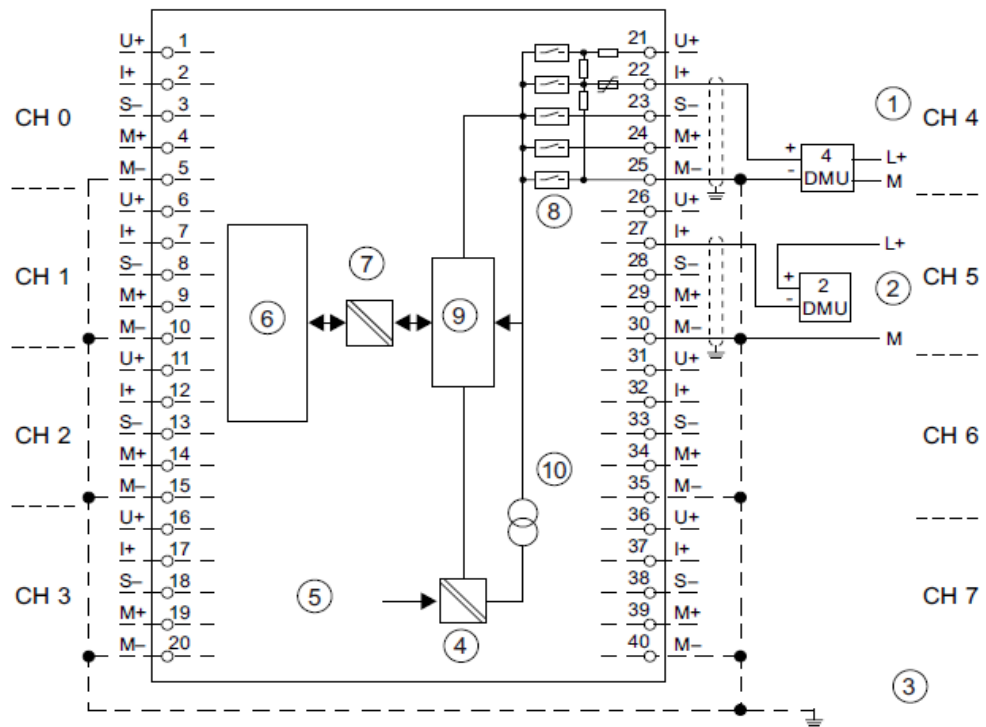 CH 0
U+ 1
I+ 2
S– 3
M+ 4
M– 5
CH 1
U+ 6
I+ 7
S– 8
M+ 9
M– 10
CH 2
U+ 11
I+ 12
S– 13
M+ 14
M– 15
CH 3
U+ 16
I+ 17
S– 18
M+ 19
M– 20
6
7
9
8
10
5
4
21 U+
22 I+
23 S–
24 M+
25 M–
26 U+
27 I+
28 S–
29 M+
30 M–
31 U+
32 I+
33 S–
34 M+
35 M–
36 U+
37 I+
38 S–
39 M+
40 M–
1
CH 4
+
-
4
DMU
L+
M
2
CH 5
+
-
2
DMU
L+
M
CH 6
CH 7
3